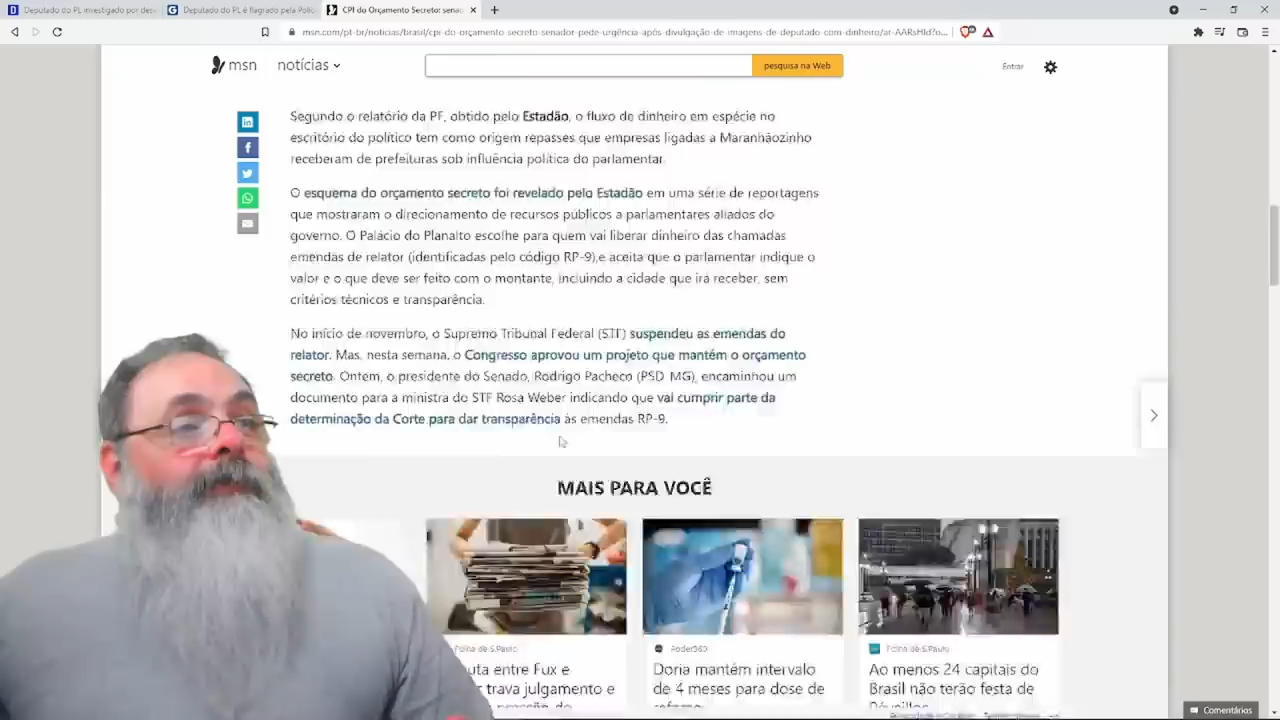 Deputado do PL investigado por desv
Deputado do PL é flagrado pela Políc
CPI do Orçamento Secreto: senad
msn.com/pt-br/noticias/brasil/cpi-do-orçamento-secreto-senador-pede-urgência-após-divulgação-de-imagens-de-deputado-com-dinheiro/ar-AARsHId?o...
msn notícias
pesquisa na Web
Entrar
Segundo o relatório da PF, obtido pelo Estadão, o fluxo de dinheiro em espécie no
escritório do político tem como origem repasses que empresas ligadas a Maranhãozinho
receberam de prefeituras sob influência política do parlamentar.
O esquema do orçamento secreto foi revelado pelo Estadão em uma série de reportagens
que mostraram o direcionamento de recursos públicos a parlamentares aliados do
governo. O Palácio do Planalto escolhe para quem vai liberar dinheiro das chamadas
emendas de relator (identificadas pelo código RP-9),e aceita que o parlamentar indique o
valor e o que deve ser feito com o montante, incluindo a cidade que irá receber, sem
critérios técnicos e transparência.
No início de novembro, o Supremo Tribunal Federal (STF) suspendeu as emendas do
relator. Mas, nesta semana, o Congresso aprovou um projeto que mantém o orçamento
secreto. Ontem, o presidente do Senado, Rodrigo Pacheco (PSD-MG), encaminhou um
documento para a ministra do STF Rosa Weber indicando que vai cumprir parte da
determinação da Corte para dar transparência às emendas RP-9.
MAIS PARA VOCÊ
Folha de S.Paulo
uta entre Fux e
trava julgamento e
Poder360
Doria mantém intervalo
de 4 meses para dose de
Folha de S.Paulo
Ao menos 24 capitais do
Brasil não terão festa de
Réveillon
Comentários